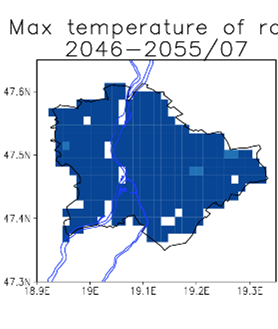 Max temperature of ro
2046–2055/07
47.6N
47.5N
47.4N
47.3N
18.9E 19E 19.1E 19.2E 19.3E